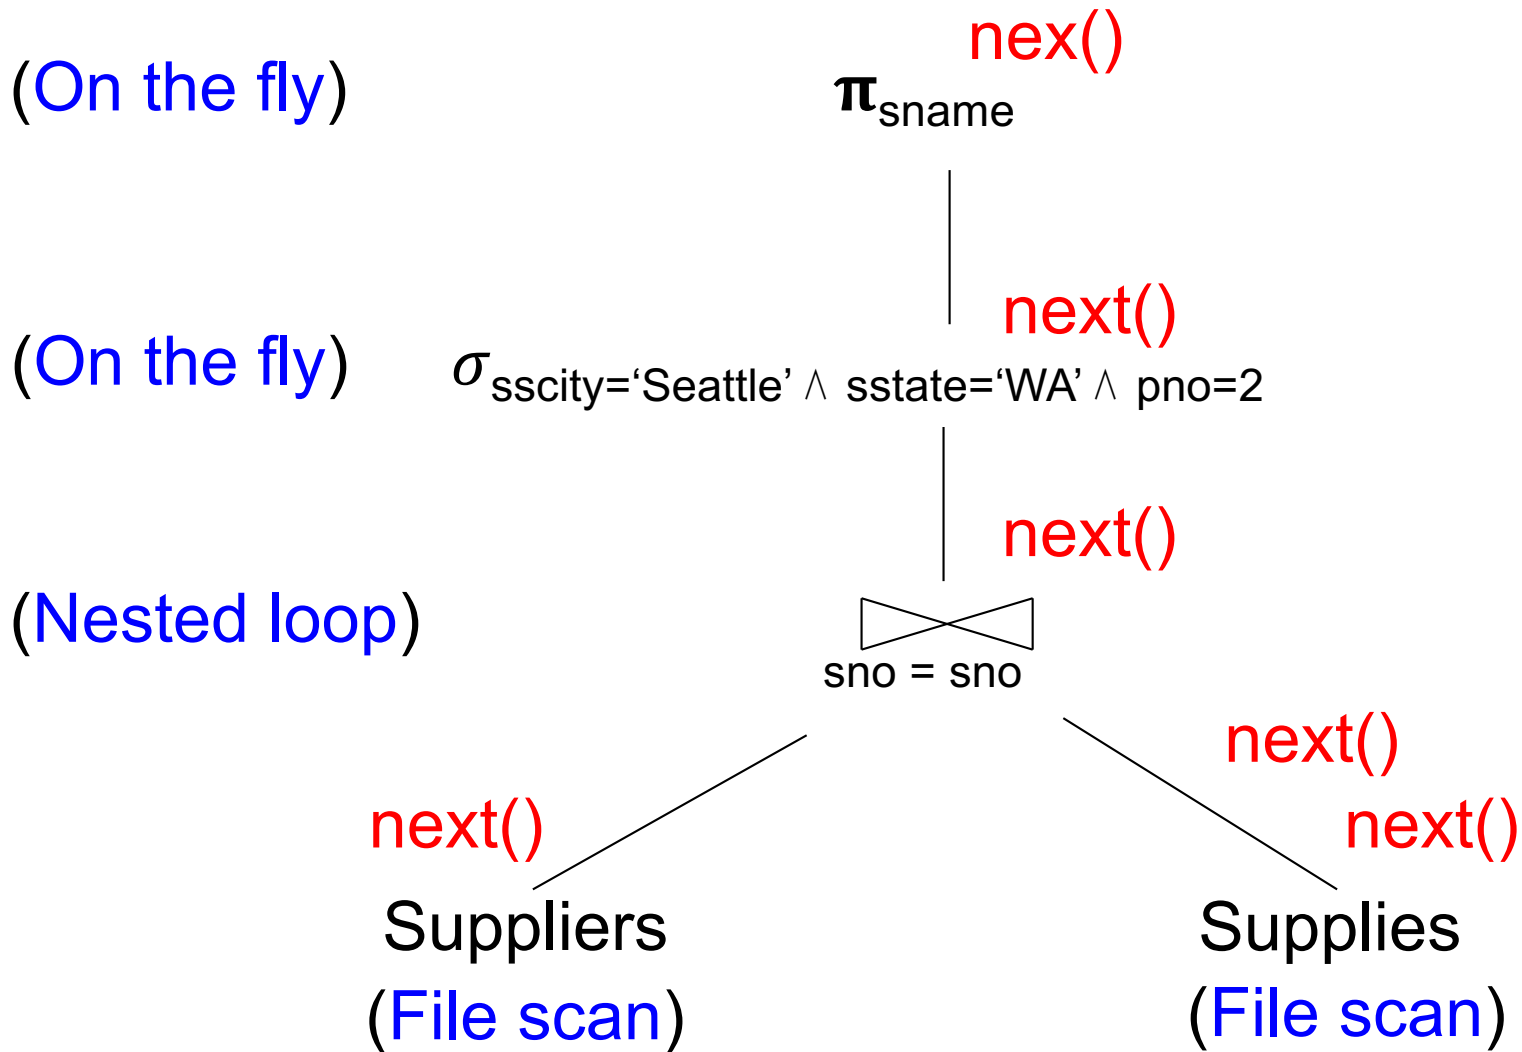 nex()
(On the fly) πsname
next()
(On the fly) σsscity=‘Seattle’ ∧ sstate=‘WA’ ∧ pno=2
next()
(Nested loop)
sno = sno
next()
next() next()
Suppliers Supplies
(File scan) (File scan)